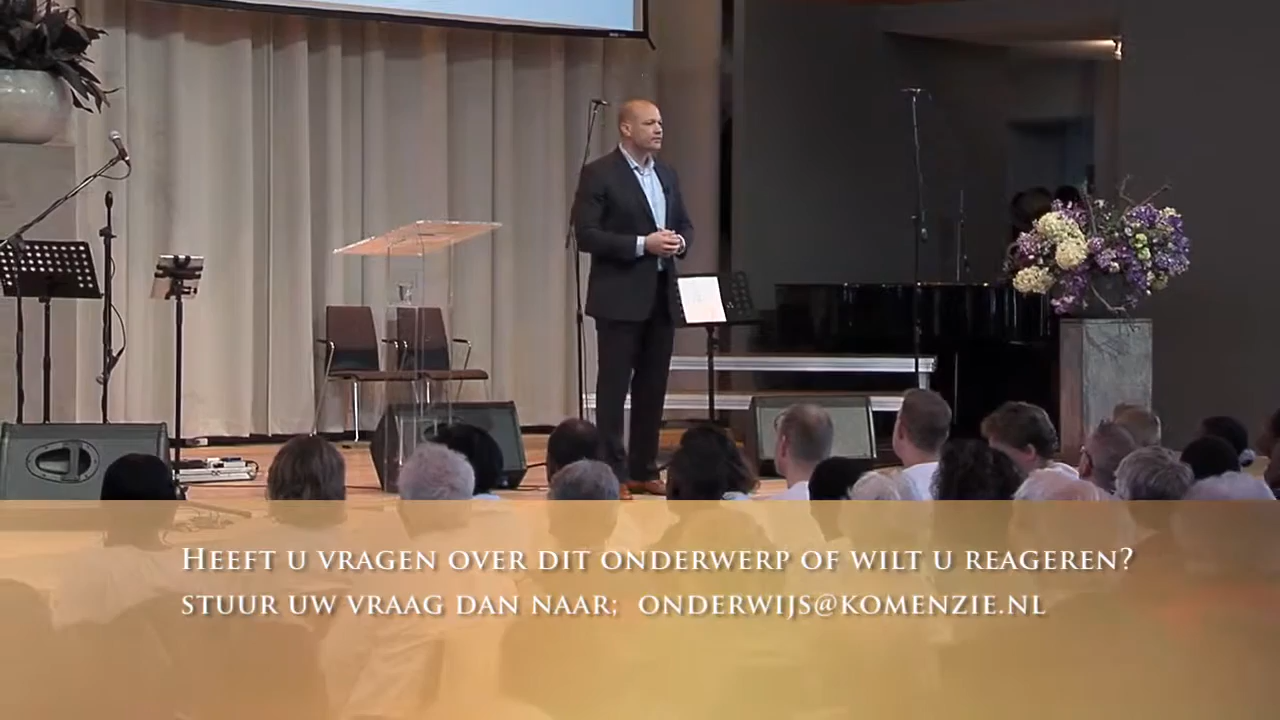 Heeft u vragen over dit onderwerp of wilt u reageren?
stuur uw vraag dan naar; onderwijs@komenzie.nl